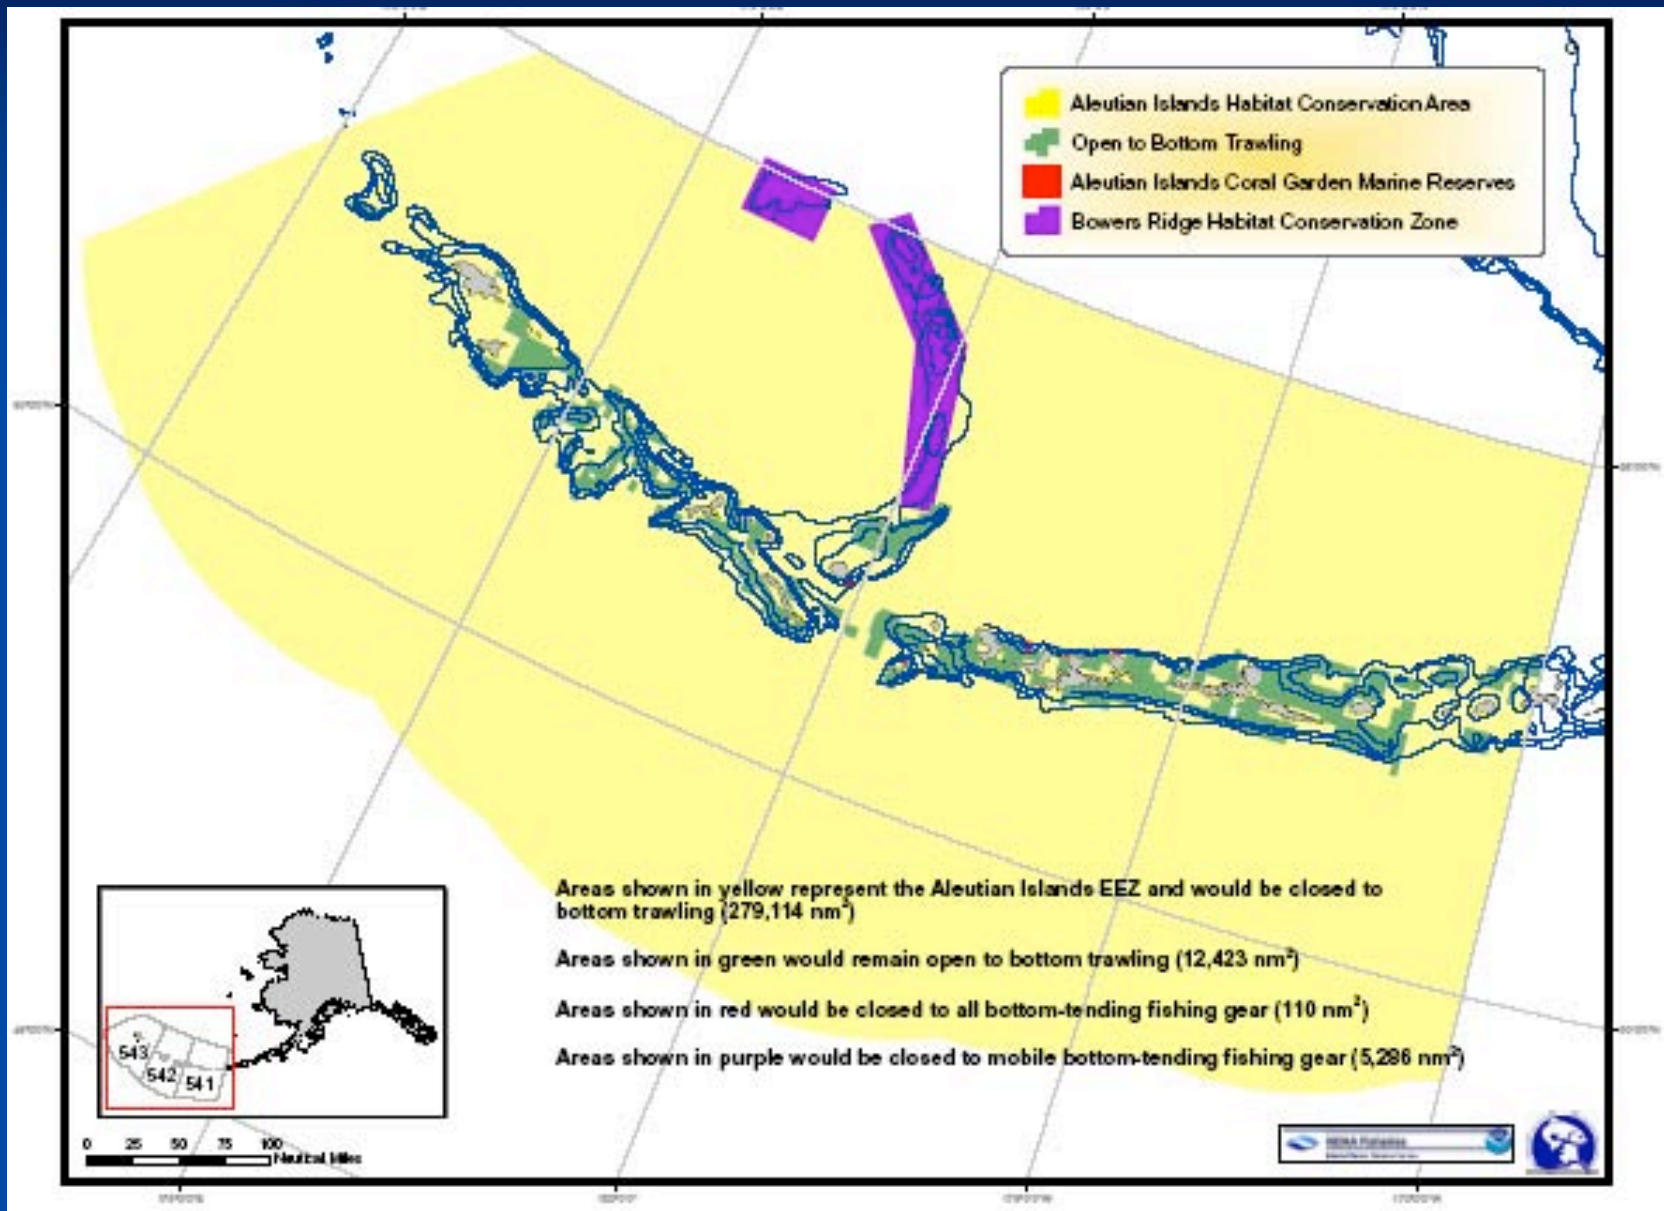 Aleutian Islands Habitat Conservation Area
Open to Bottom Trawling
Aleutian Islands Coral Garden Marine Reserves
Bowers Ridge Habitat Conservation Zone
Areas shown in yellow represent the Aleutian Islands EEZ and would be closed to
bottom trawling (279,114 nm²)
Areas shown in green would remain open to bottom trawling (12,423 nm²)
Areas shown in red would be closed to all bottom-tending fishing gear (110 nm²)
Areas shown in purple would be closed to mobile bottom-tending fishing gear (5,286 nm²)
543
542
541
0 25 50 75 100
Nautical Miles
NOAA Fisheries